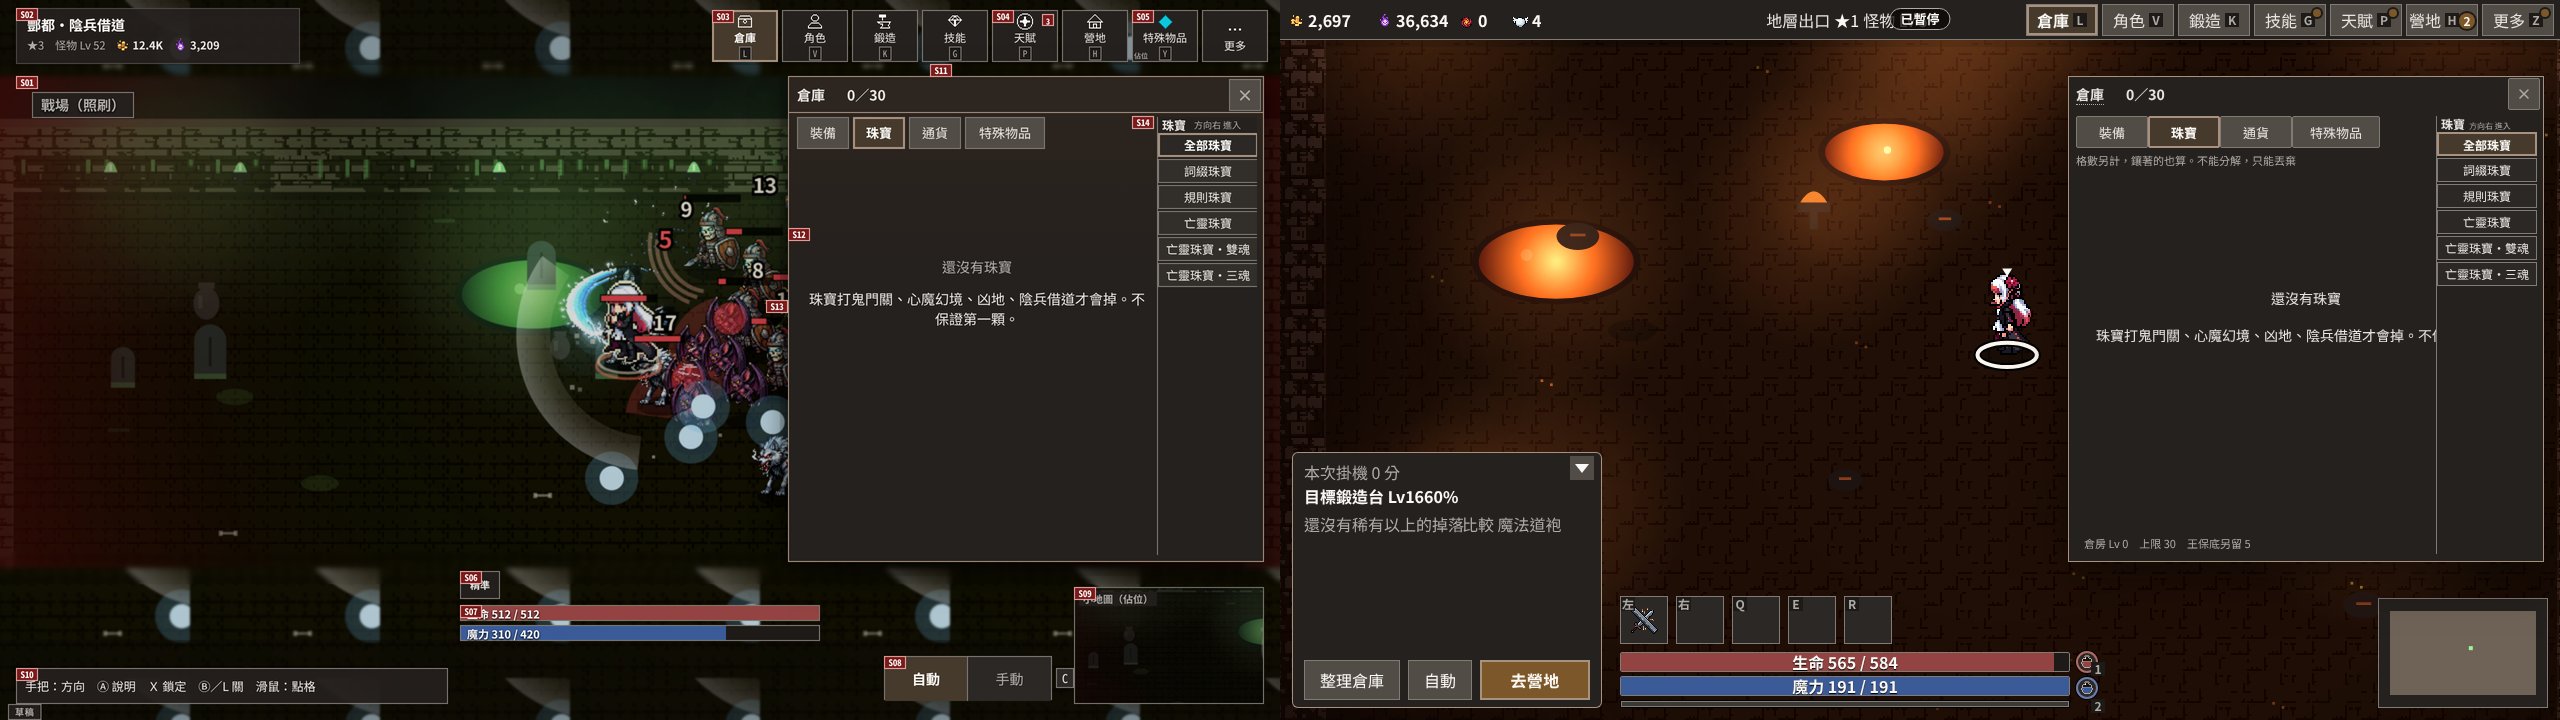 S02
酆都・陰兵借道
★3 怪物 Lv 52 12.4K 3,209
S03
倉庫 L
角色 V
鍛造 K
技能 G
S04
3
天賦 P
營地 H
S05
特殊物品
佔位 Y
…
更多
S01
戰場（照刷）
S11
倉庫 0／30
×
裝備 珠寶 通貨 特殊物品
S14
珠寶 方向右 進入
全部珠寶
詞綴珠寶
規則珠寶
亡靈珠寶
亡靈珠寶・雙魂
亡靈珠寶・三魂
S12
還沒有珠寶
珠寶打鬼門關、心魔幻境、凶地、陰兵借道才會掉。不
保證第一顆。
13
9
5
8
S13
17
S06
精準
S07
命 512 / 512
魔力 310 / 420
S08
自動 手動 C
S09
小地圖（佔位）
S10
手把：方向 Ⓐ 說明 X 鎖定 Ⓑ／L 關 滑鼠：點格
草稿
2,697 36,634 0 4
地層出口 ★1 怪物
已暫停
倉庫 L
角色 V
鍛造 K
技能 G
天賦 P
營地 H 2
更多 Z
倉庫 0／30
×
裝備 珠寶 通貨 特殊物品
格數另計，鑲著的也算。不能分解，只能丟棄
珠寶 方向右 進入
全部珠寶
詞綴珠寶
規則珠寶
亡靈珠寶
亡靈珠寶・雙魂
亡靈珠寶・三魂
還沒有珠寶
珠寶打鬼門關、心魔幻境、凶地、陰兵借道才會掉。不
倉房 Lv 0 上限 30 王保底另留 5
本次掛機 0 分
目標鍛造台 Lv1660%
還沒有稀有以上的掉落比較 魔法道袍
整理倉庫 自動 去營地
左 右 Q E R
生命 565 / 584
1
魔力 191 / 191
2